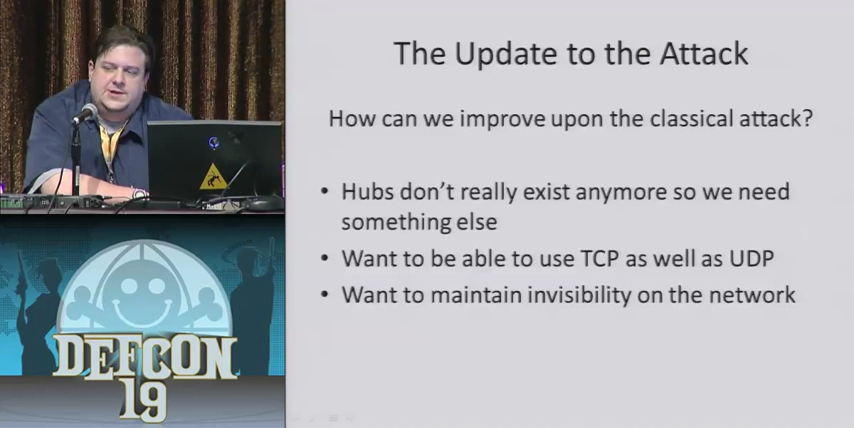 The Update to the Attack
How can we improve upon the classical attack?
• Hubs don't really exist anymore so we need
something else
• Want to be able to use TCP as well as UDP
• Want to maintain invisibility on the network
DEFCON
19